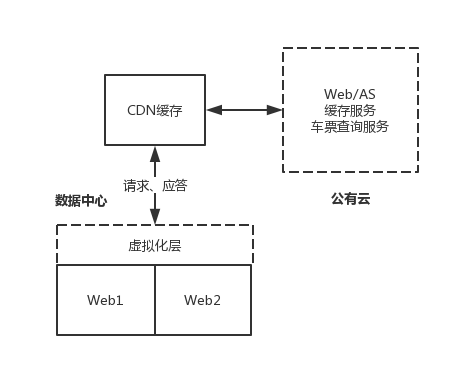 Web/AS
缓存服务
车票查询服务
CDN缓存
请求、应答
数据中心
公有云
虚拟化层
Web1
Web2